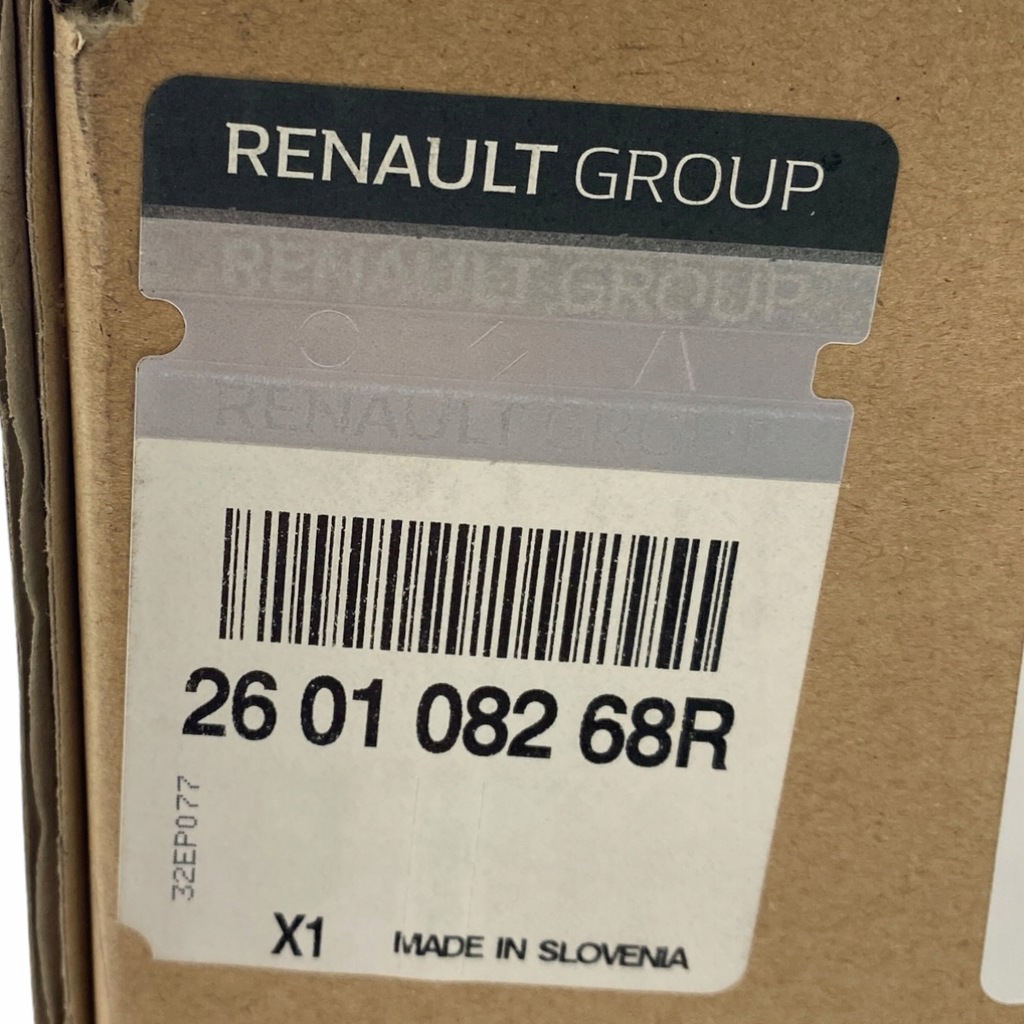 RENAULT GROUP
RENAULT GROUP
RENAULT GROUP
26 01 082 68R
32EP077
X1 MADE IN SLOVENIA